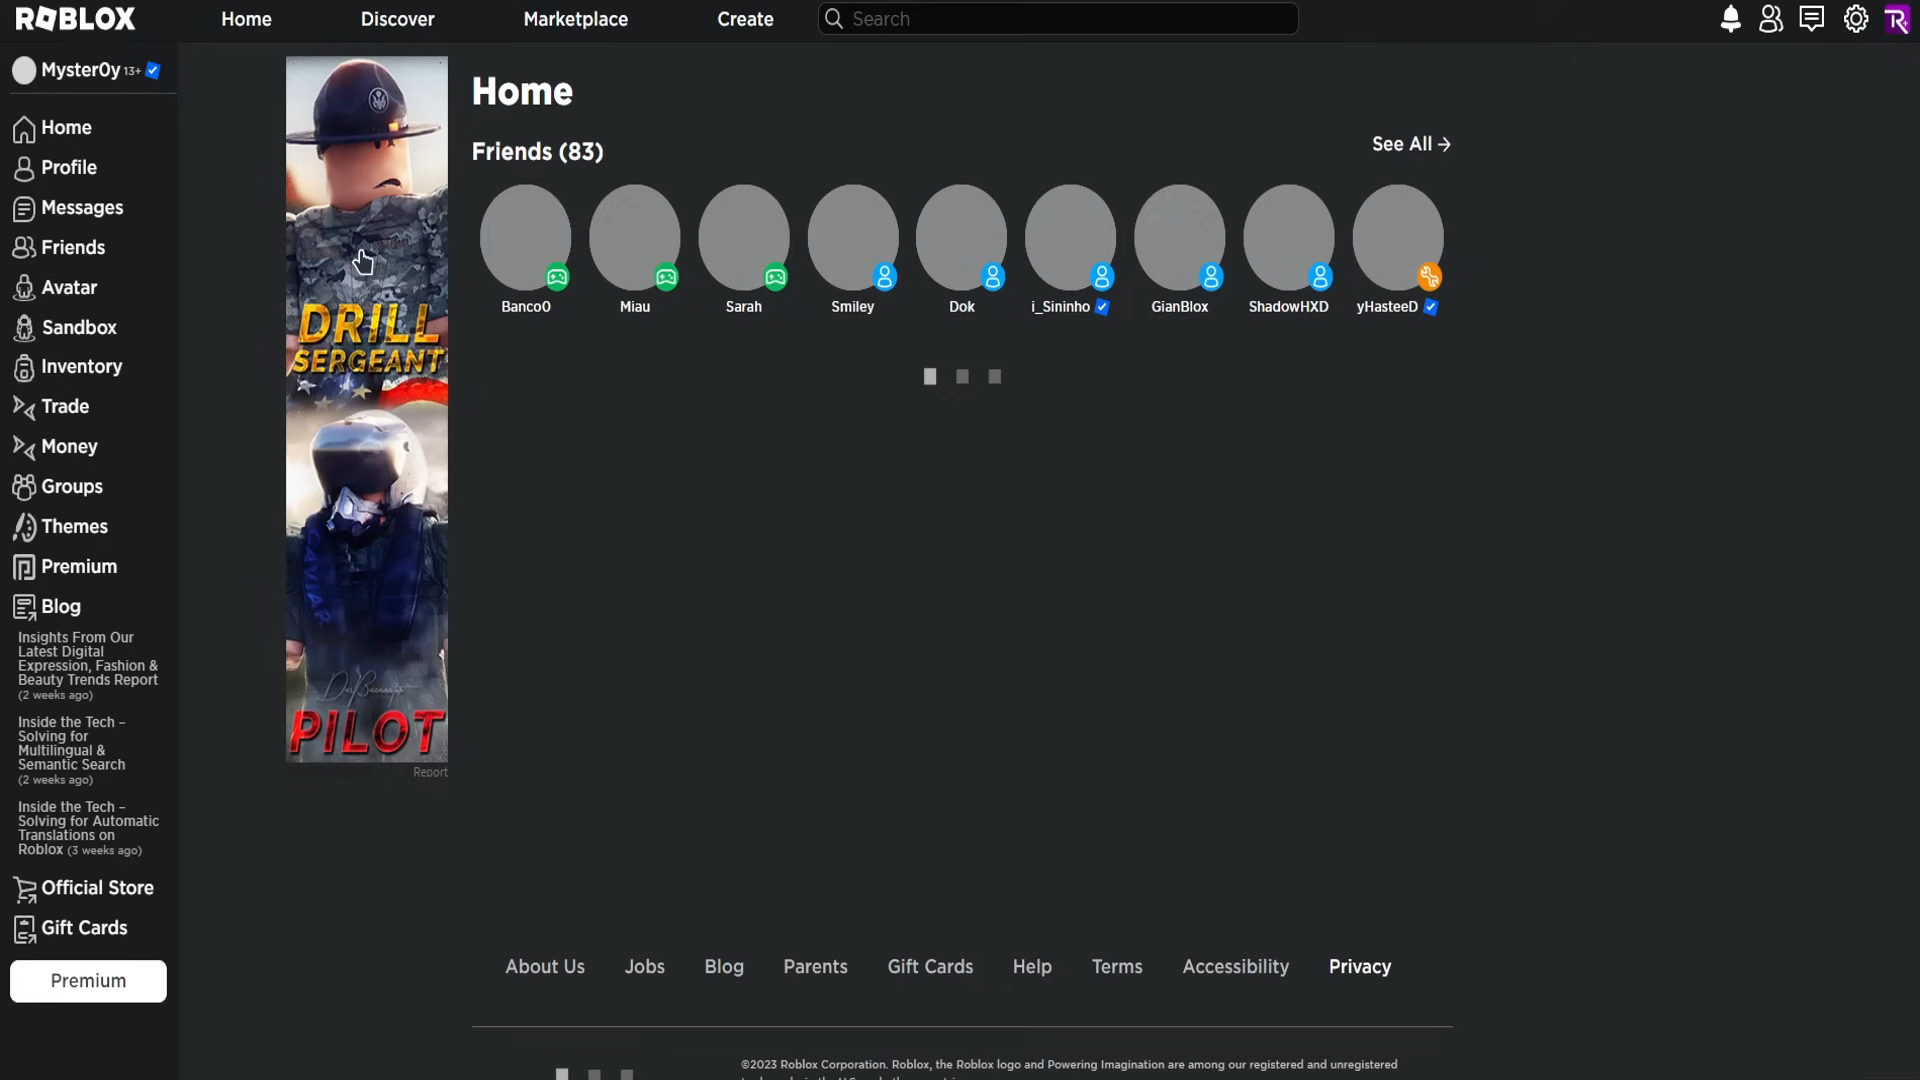 ROBLOX
Home
Discover
Marketplace
Create
Search
Myster0y 13+
Home
Profile
Messages
Friends
Avatar
Sandbox
Inventory
Trade
Money
Groups
Themes
Premium
Blog
Insights From Our
Latest Digital
Expression, Fashion &
Beauty Trends Report
(2 weeks ago)
Inside the Tech –
Solving for
Multilingual &
Semantic Search
(2 weeks ago)
Inside the Tech –
Solving for Automatic
Translations on
Roblox (3 weeks ago)
Official Store
Gift Cards
Premium
DRILL
SERGEANT
CAVIAR
PILOT
Report
Home
Friends (83)
See All →
Banco0
Miau
Sarah
Smiley
Dok
i_Sininho
GianBlox
ShadowHXD
yHasteeD
About Us
Jobs
Blog
Parents
Gift Cards
Help
Terms
Accessibility
Privacy
©2023 Roblox Corporation. Roblox, the Roblox logo and Powering Imagination are among our registered and unregistered